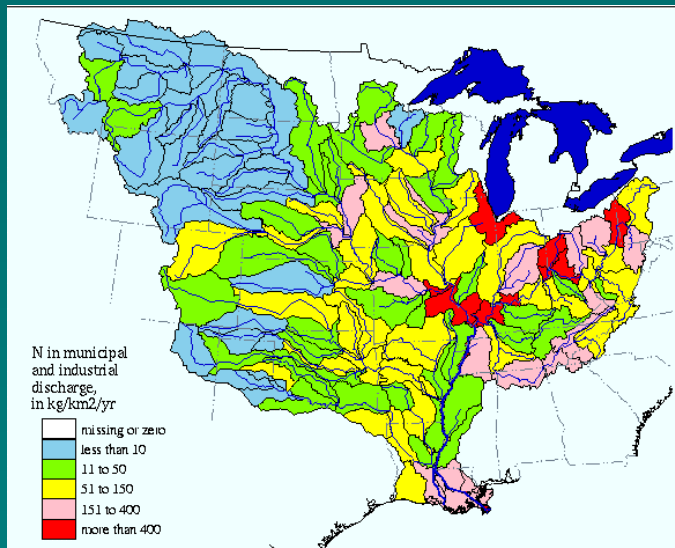 N in municipal
and industrial
discharge,
in kg/km2/yr
missing or zero
less than 10
11 to 50
51 to 150
151 to 400
more than 400